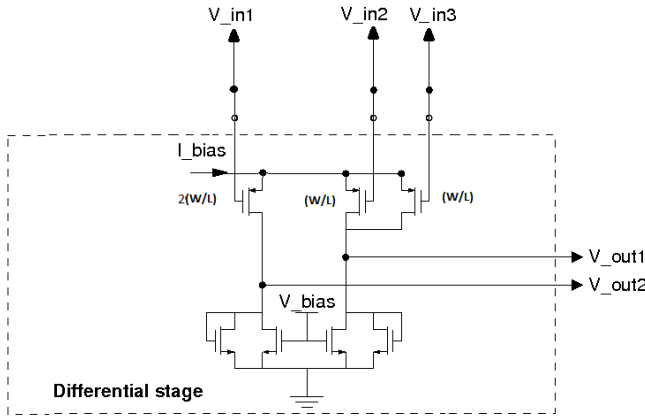 V_in1
V_in2
V_in3
I_bias
2(W/L)
(W/L)
(W/L)
V_out1
V_out2
V_bias
Differential stage